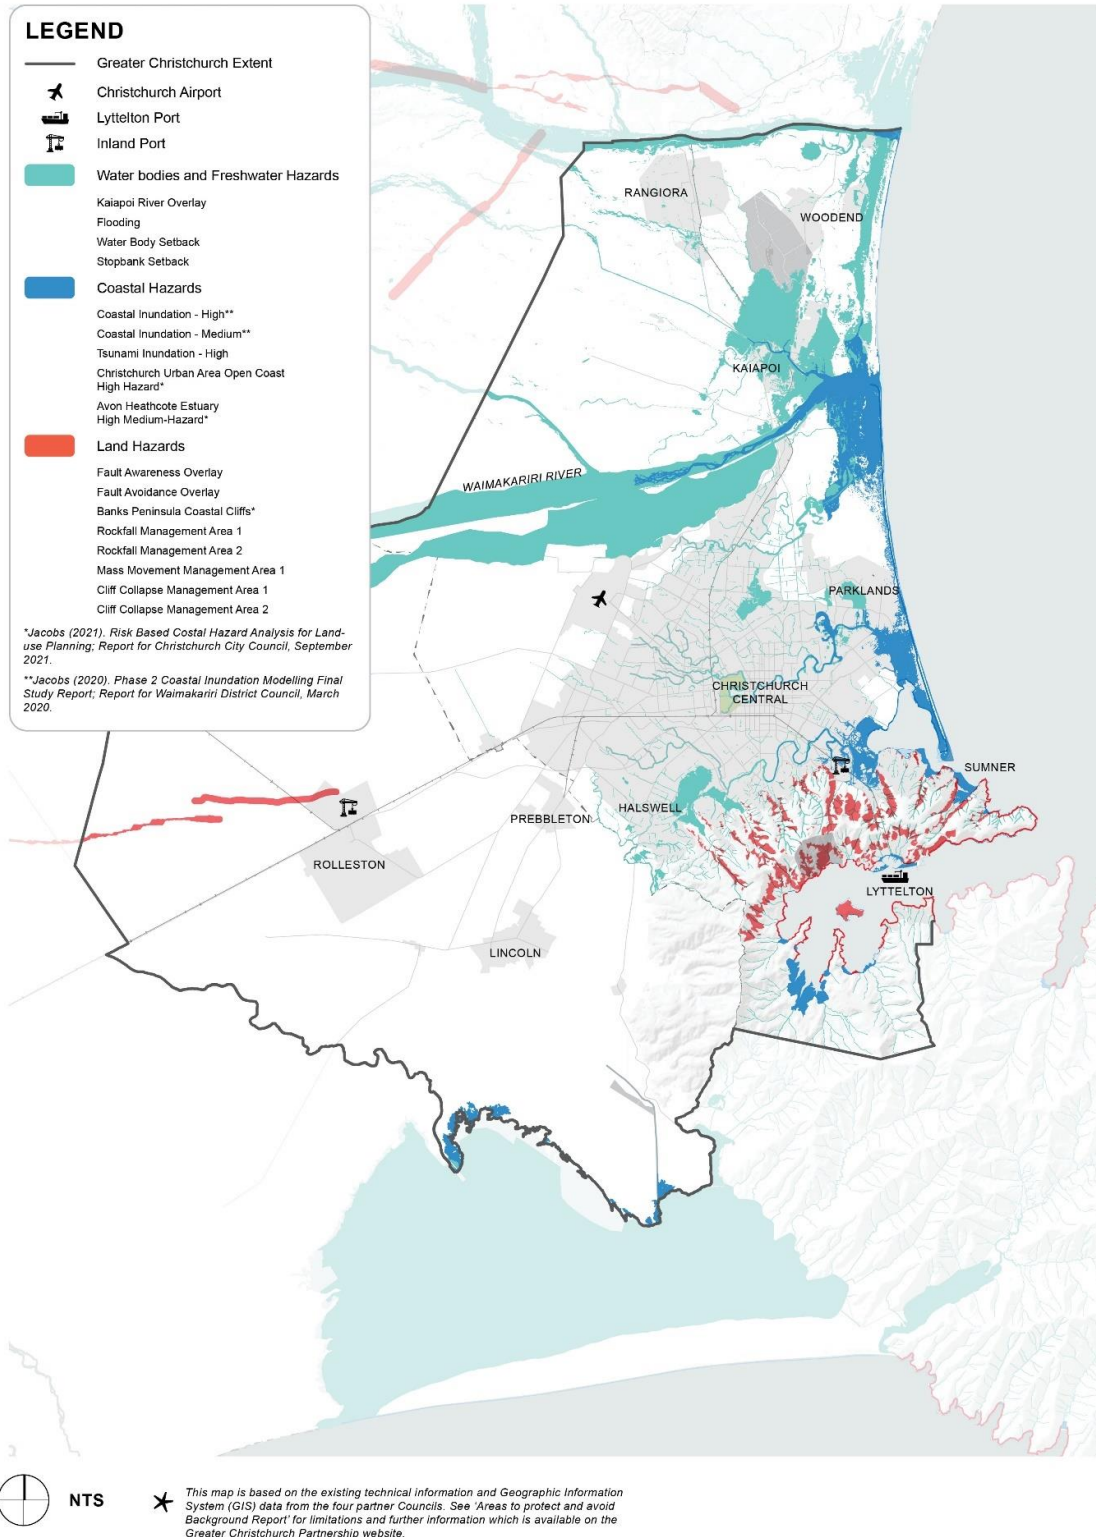 LEGEND
Greater Christchurch Extent
Christchurch Airport
Lyttelton Port
Inland Port
Water bodies and Freshwater Hazards
Kaiapoi River Overlay
Flooding
Water Body Setback
Stopbank Setback
Coastal Hazards
Coastal Inundation - High**
Coastal Inundation - Medium**
Tsunami Inundation - High
Christchurch Urban Area Open Coast
High Hazard*
Avon Heathcote Estuary
High Medium-Hazard*
Land Hazards
Fault Awareness Overlay
Fault Avoidance Overlay
Banks Peninsula Coastal Cliffs*
Rockfall Management Area 1
Rockfall Management Area 2
Mass Movement Management Area 1
Cliff Collapse Management Area 1
Cliff Collapse Management Area 2
*Jacobs (2021). Risk Based Costal Hazard Analysis for Land-
use Planning; Report for Christchurch City Council, September
2021.
**Jacobs (2020). Phase 2 Coastal Inundation Modelling Final
Study Report; Report for Waimakariri District Council, March
2020.
RANGIORA
WOODEND
KAIAPOI
WAIMAKARIRI RIVER
PARKLANDS
CHRISTCHURCH
CENTRAL
SUMNER
HALSWELL
PREBBLETON
ROLLESTON
LYTTELTON
LINCOLN
NTS
This map is based on the existing technical information and Geographic Information
System (GIS) data from the four partner Councils. See 'Areas to protect and avoid
Background Report' for limitations and further information which is available on the
Greater Christchurch Partnership website.